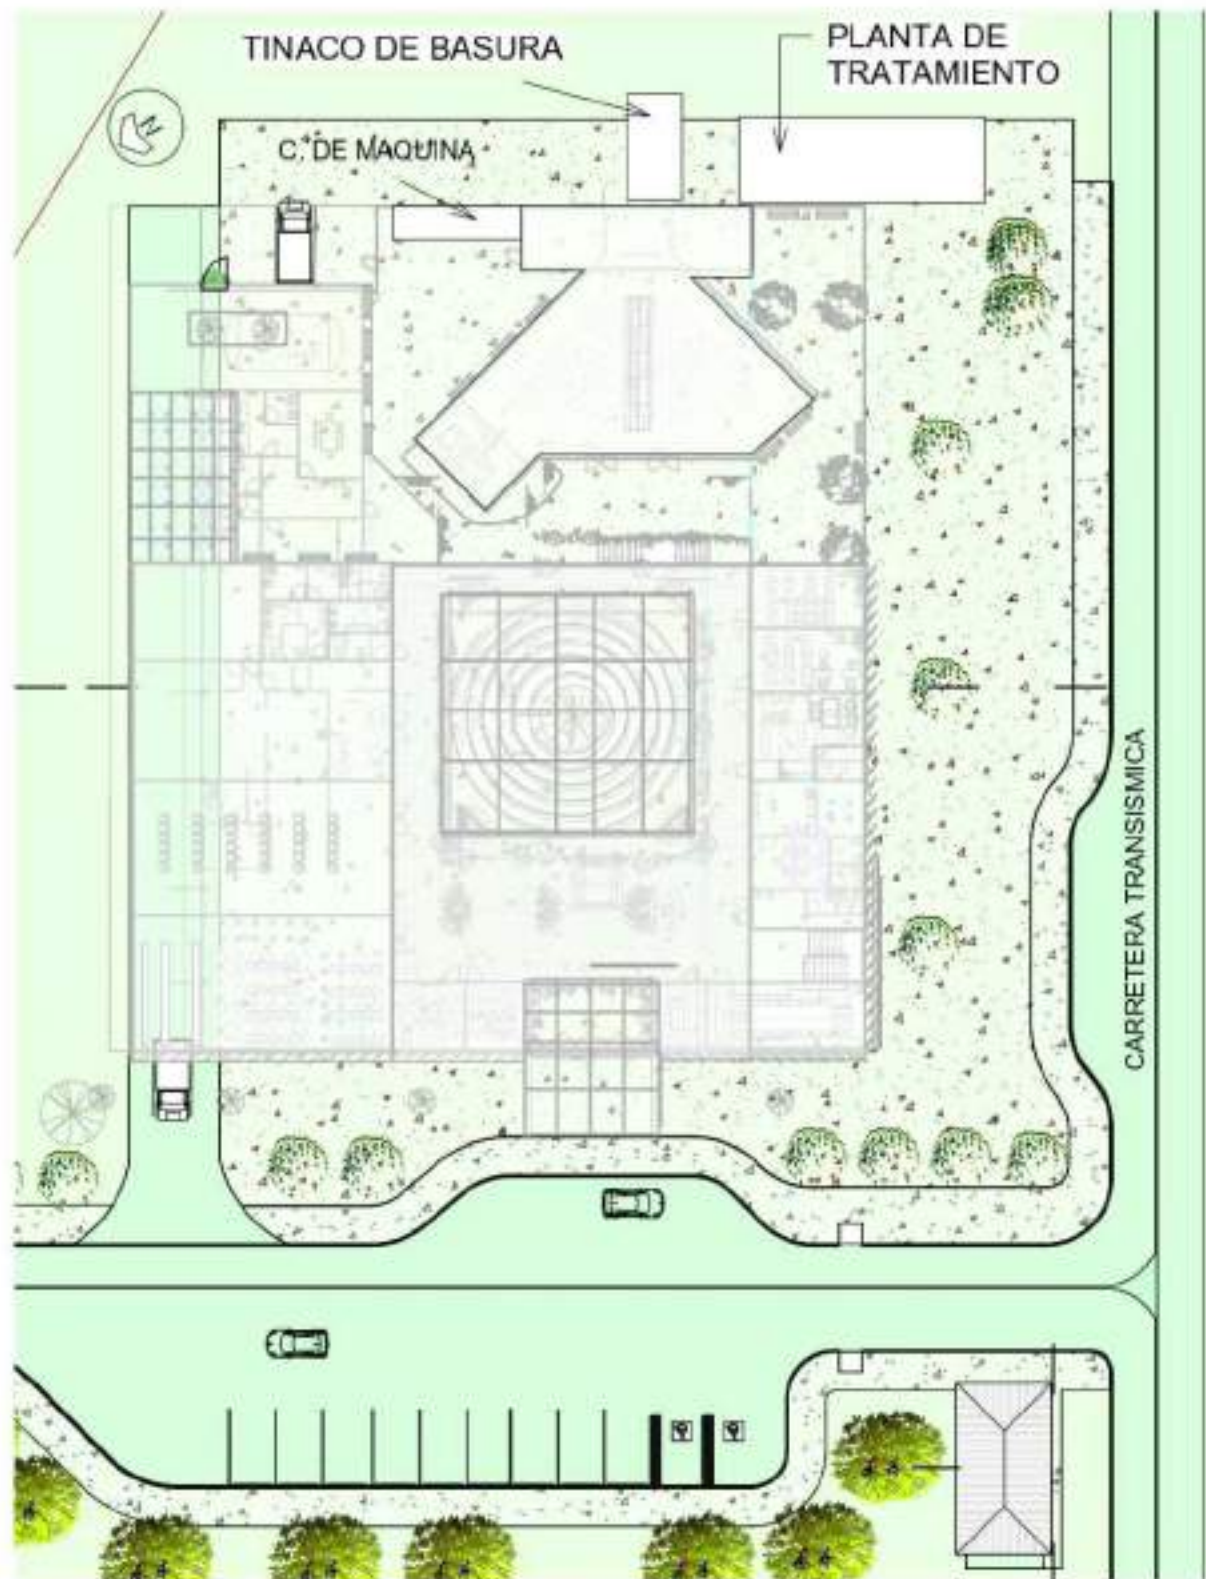 TINACO DE BASURA
PLANTA DE
TRATAMIENTO
N
C. DE MAQUINA
CARRETERA TRANSISMICA